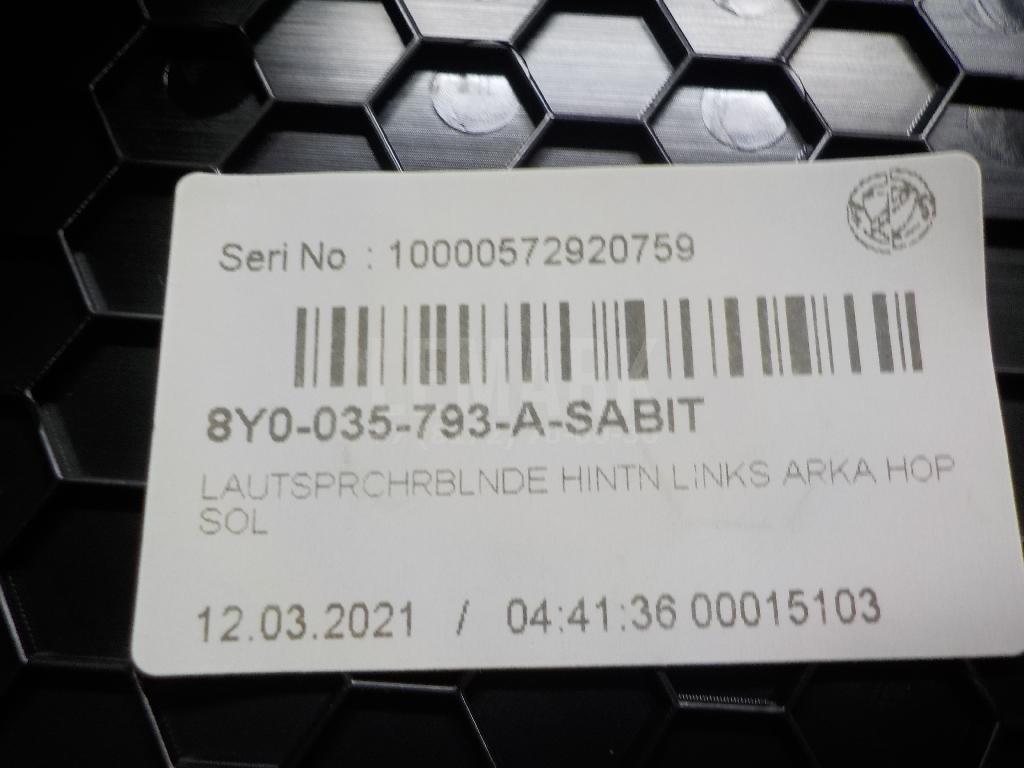 Seri No : 10000572920759
LEMARK
8Y0-035-793-A-SABIT
LAUTSPRCHRBLNDE HINTN LINKS ARKA HOP
SOL
12.03.2021 / 04:41:36 00015103